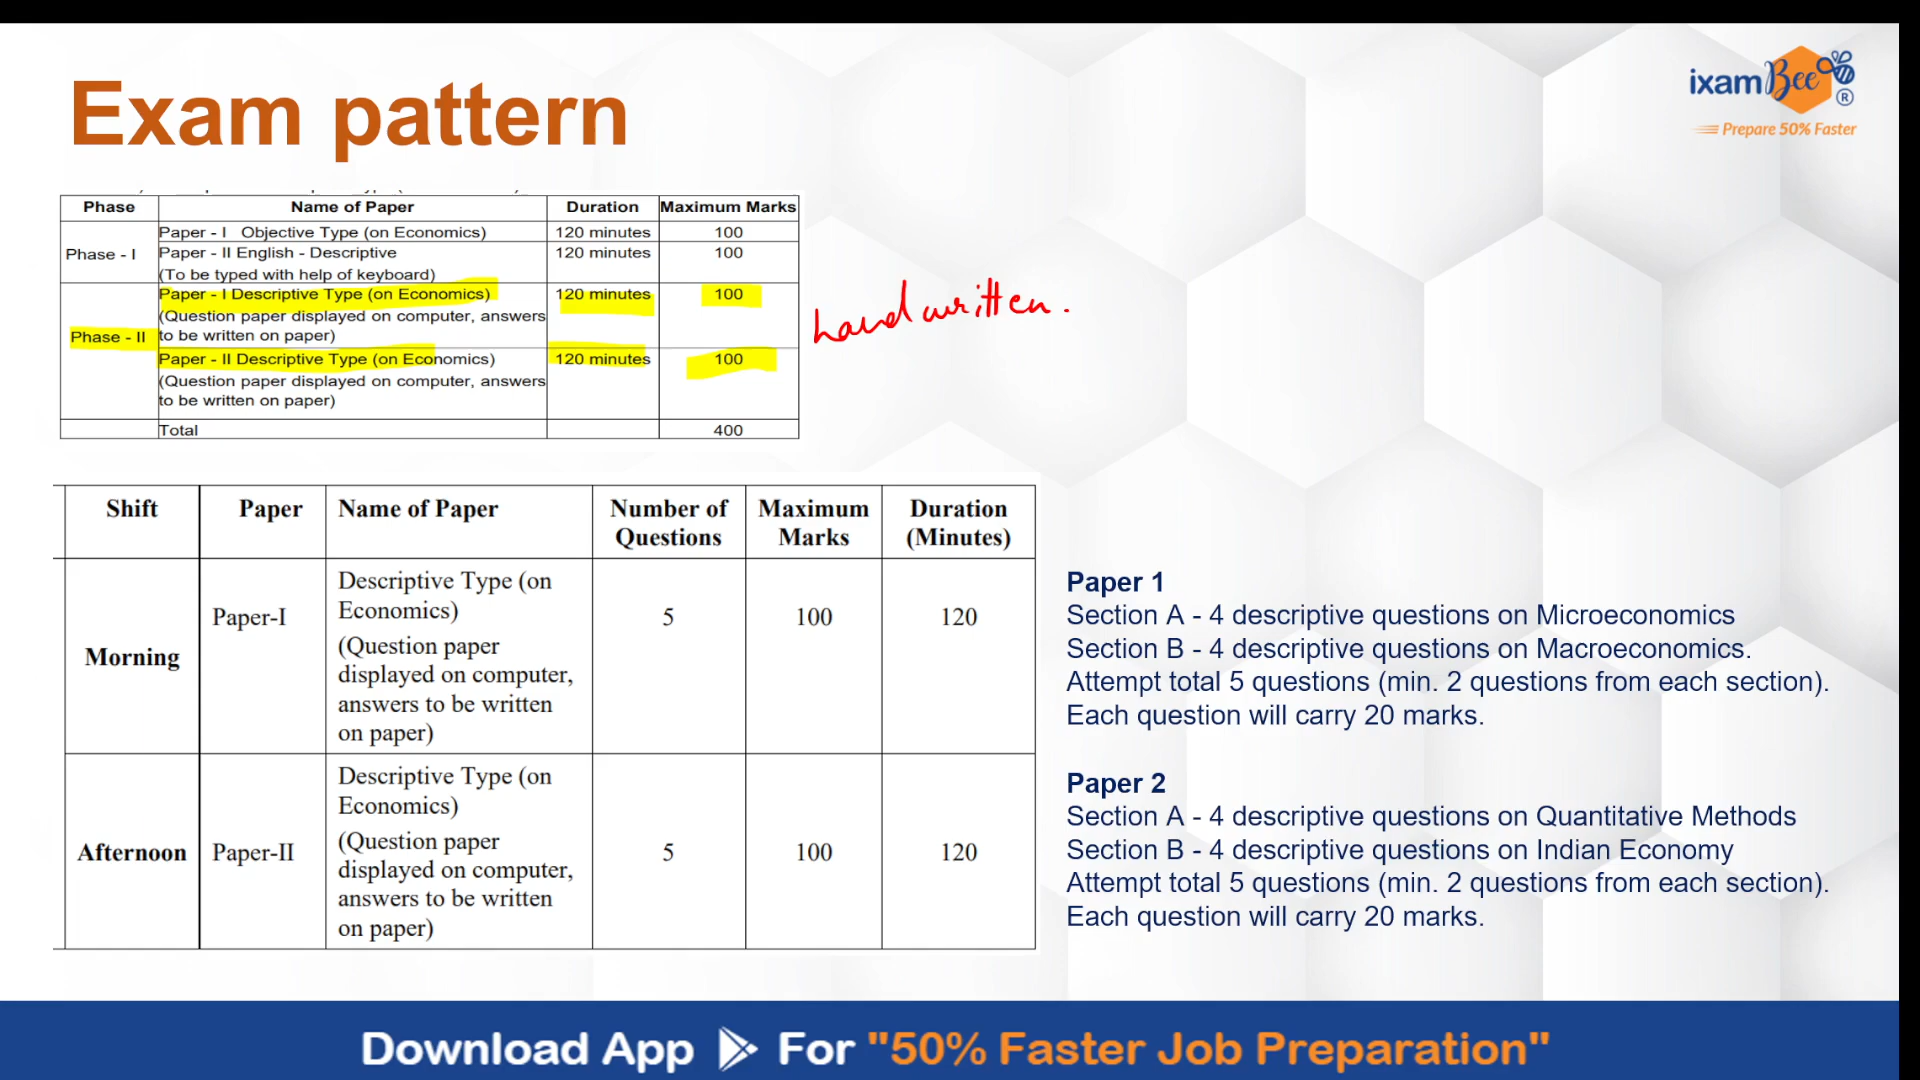 Exam pattern
ixamBee
®
Prepare 50% Faster
Phase Name of Paper Duration Maximum Marks
Phase - I
Paper - I Objective Type (on Economics) 120 minutes 100
Paper - II English - Descriptive 120 minutes 100
(To be typed with help of keyboard)
Phase - II
Paper - I Descriptive Type (on Economics) 120 minutes 100
(Question paper displayed on computer, answers
to be written on paper)
Paper - II Descriptive Type (on Economics) 120 minutes 100
(Question paper displayed on computer, answers
to be written on paper)
Total 400
hand written.
Shift Paper Name of Paper Number of Questions Maximum Marks Duration (Minutes)
Morning Paper-I
Descriptive Type (on
Economics)
(Question paper
displayed on computer,
answers to be written
on paper)
5 100 120
Afternoon Paper-II
Descriptive Type (on
Economics)
(Question paper
displayed on computer,
answers to be written
on paper)
5 100 120
Paper 1
Section A - 4 descriptive questions on Microeconomics
Section B - 4 descriptive questions on Macroeconomics.
Attempt total 5 questions (min. 2 questions from each section).
Each question will carry 20 marks.
Paper 2
Section A - 4 descriptive questions on Quantitative Methods
Section B - 4 descriptive questions on Indian Economy
Attempt total 5 questions (min. 2 questions from each section).
Each question will carry 20 marks.
Download App For "50% Faster Job Preparation"